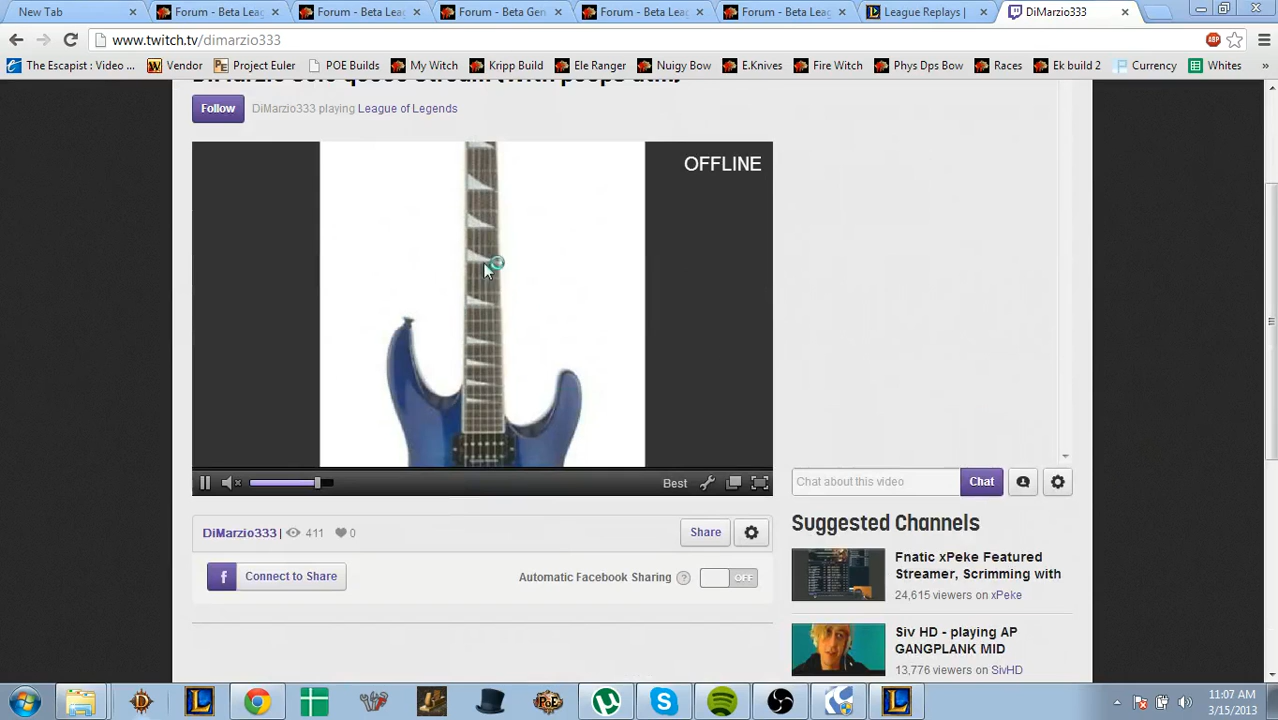 New Tab
Forum - Beta Leag
Forum - Beta Leag
Forum - Beta Gen
Forum - Beta Leag
Forum - Beta Leag
League Replays |
DiMarzio333
www.twitch.tv/dimarzio333
The Escapist : Video ...
Vendor
Project Euler
POE Builds
My Witch
Kripp Build
Ele Ranger
Nuigy Bow
E.Knives
Fire Witch
Phys Dps Bow
Races
Ek build 2
Currency
Whites
Follow
DiMarzio333 playing League of Legends
OFFLINE
Best
Chat about this video
Chat
DiMarzio333 | 411 0
Share
Connect to Share
Automatic Facebook Sharing ? OFF
Suggested Channels
Fnatic xPeke Featured
Streamer, Scrimming with
24,615 viewers on xPeke
Siv HD - playing AP
GANGPLANK MID
13,776 viewers on SivHD
11:07 AM
3/15/2013